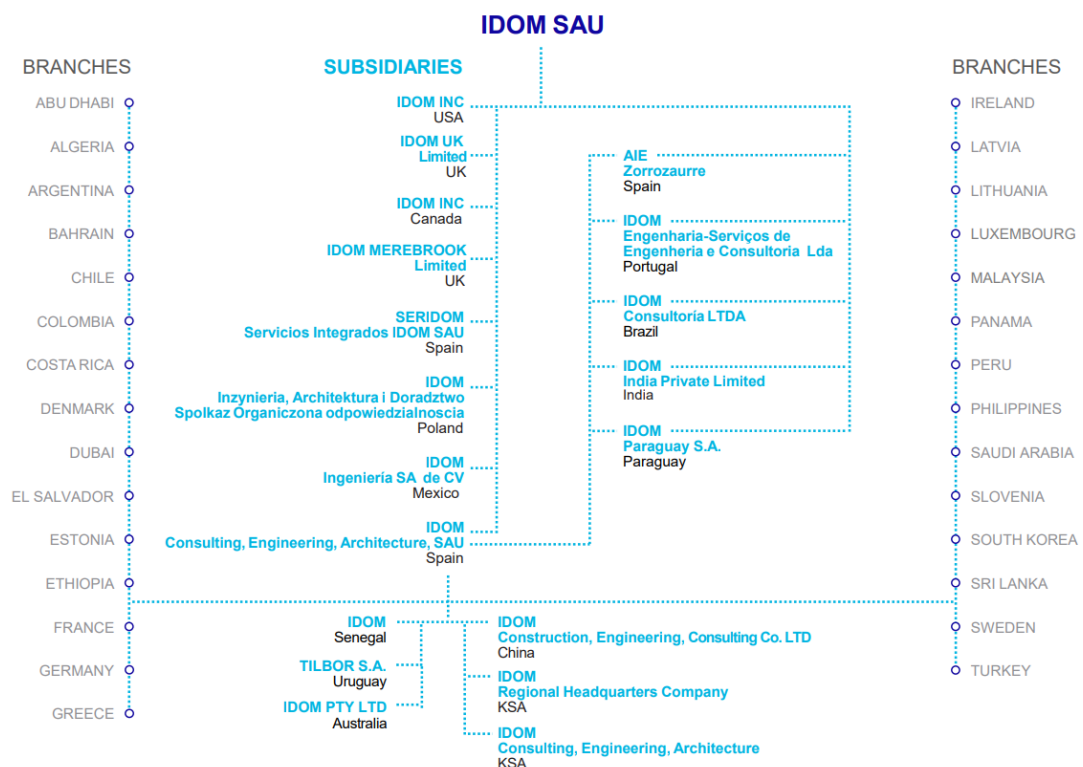 IDOM SAU
BRANCHES
ABU DHABI
ALGERIA
ARGENTINA
BAHRAIN
CHILE
COLOMBIA
COSTA RICA
DENMARK
DUBAI
EL SALVADOR
ESTONIA
ETHIOPIA
FRANCE
GERMANY
GREECE
SUBSIDIARIES
IDOM INC
USA
IDOM UK
Limited
UK
IDOM INC
Canada
IDOM MEREBROOK
Limited
UK
SERIDOM
Servicios Integrados IDOM SAU
Spain
IDOM
Inzynieria, Architektura i Doradztwo
Spolkaz Organiczona odpowiedzialnoscia
Poland
IDOM
Ingeniería SA de CV
Mexico
IDOM
Consulting, Engineering, Architecture, SAU
Spain
AIE
Zorrozaurre
Spain
IDOM
Engenharia-Serviços de
Engenheria e Consultoria Lda
Portugal
IDOM
Consultoría LTDA
Brazil
IDOM
India Private Limited
India
IDOM
Paraguay S.A.
Paraguay
IDOM
Senegal
TILBOR S.A.
Uruguay
IDOM PTY LTD
Australia
IDOM
Construction, Engineering, Consulting Co. LTD
China
IDOM
Regional Headquarters Company
KSA
IDOM
Consulting, Engineering, Architecture
KSA
BRANCHES
IRELAND
LATVIA
LITHUANIA
LUXEMBOURG
MALAYSIA
PANAMA
PERU
PHILIPPINES
SAUDI ARABIA
SLOVENIA
SOUTH KOREA
SRI LANKA
SWEDEN
TURKEY